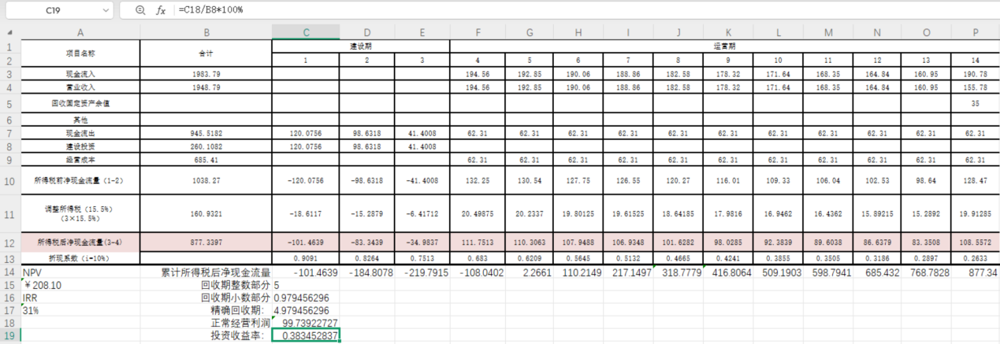 C19 fx =C18/B8*100%
A B C D E F G H I J K L M N O P
1 项目名称 合计 建设期 运营期
2 1 2 3 4 5 6 7 8 9 10 11 12 13 14
3 现金流入 1983.79 194.56 192.85 190.06 188.86 182.58 178.32 171.64 168.35 164.84 160.95 190.78
4 营业收入 1948.79 194.56 192.85 190.06 188.86 182.58 178.32 171.64 168.35 164.84 160.95 155.78
5 回收固定资产余值 35
6 其他
7 现金流出 945.5182 120.0756 98.6318 41.4008 62.31 62.31 62.31 62.31 62.31 62.31 62.31 62.31 62.31 62.31 62.31
8 建设投资 260.1082 120.0756 98.6318 41.4008
9 经营成本 685.41 62.31 62.31 62.31 62.31 62.31 62.31 62.31 62.31 62.31 62.31 62.31
10 所得税前净现金流量（1-2） 1038.27 -120.0756 -98.6318 -41.4008 132.25 130.54 127.75 126.55 120.27 116.01 109.33 106.04 102.53 98.64 128.47
11 调整所得税（15.5%） 160.9321 -18.6117 -15.2879 -6.41712 20.49875 20.2337 19.80125 19.61525 18.64185 17.9816 16.9462 16.4362 15.89215 15.2892 19.91285
（3×15.5%）
12 所得税后净现金流量(3-4) 877.3397 -101.4639 -83.3439 -34.9837 111.7513 110.3063 107.9488 106.9348 101.6282 98.0285 92.3839 89.6038 86.6379 83.3508 108.5572
13 折现系数（i=10%） 0.9091 0.8264 0.7513 0.683 0.6209 0.5645 0.5132 0.4665 0.4241 0.3855 0.3505 0.3186 0.2897 0.2633
14 NPV 累计所得税后净现金流量 -101.4639 -184.8078 -219.7915 -108.0402 2.2661 110.2149 217.1497 318.7779 416.8064 509.1903 598.7941 685.432 768.7828 877.34
15 ￥208.10 回收期整数部分 5
16 IRR 回收期小数部分 0.979456296
17 31% 精确回收期： 4.979456296
18 正常经营利润 99.73922727
19 投资收益率： 0.383452837